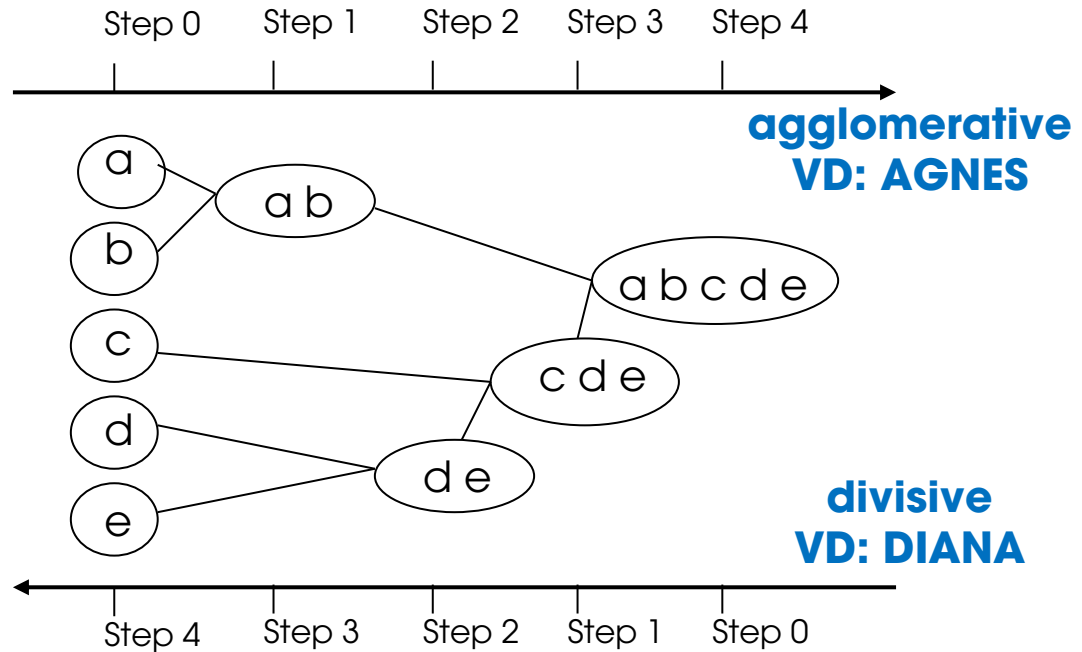 Step 0 Step 1 Step 2 Step 3 Step 4
agglomerative
VD: AGNES
a
a b
b
a b c d e
c
c d e
d
d e
e
divisive
VD: DIANA
Step 4 Step 3 Step 2 Step 1 Step 0